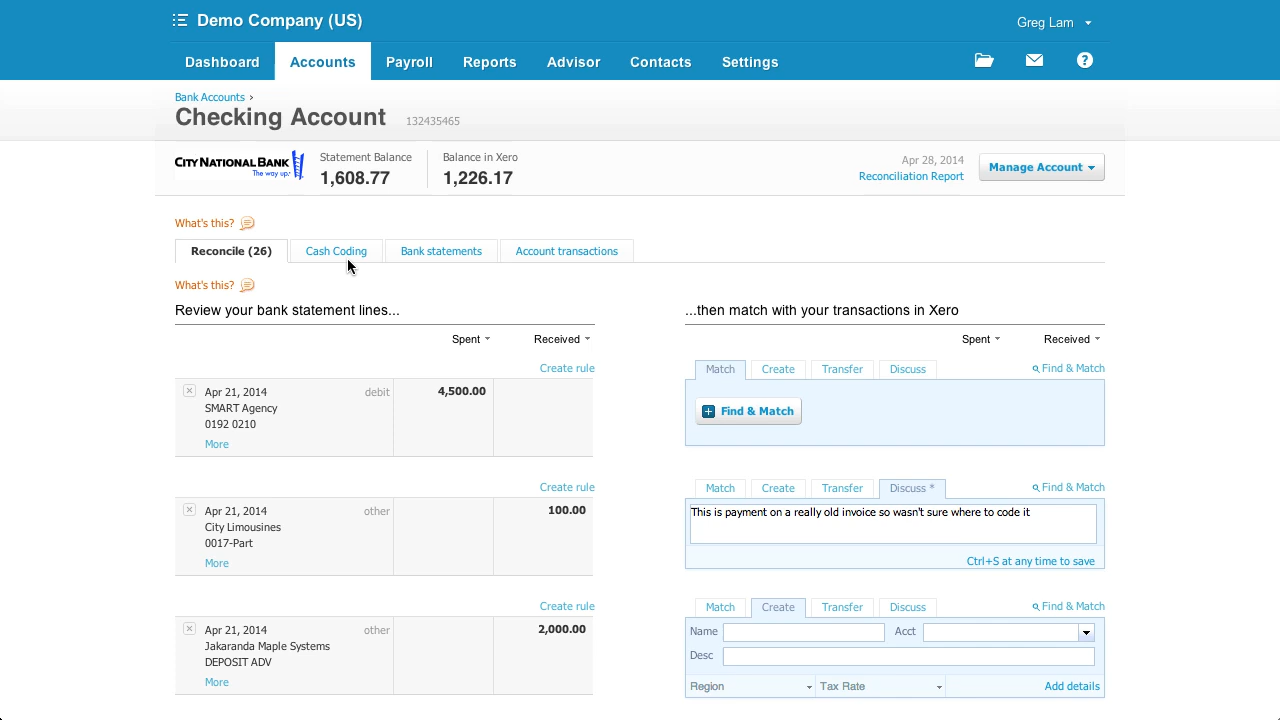 Demo Company (US)
Greg Lam
Dashboard Accounts Payroll Reports Advisor Contacts Settings
?
Bank Accounts ›
Checking Account 132435465
CITY NATIONAL BANK
The way up.
Statement Balance
1,608.77
Balance in Xero
1,226.17
Apr 28, 2014
Reconciliation Report
Manage Account
What's this?
Reconcile (26) Cash Coding Bank statements Account transactions
What's this?
Review your bank statement lines... ...then match with your transactions in Xero
Spent Received Spent Received
Create rule
Apr 21, 2014 debit 4,500.00
SMART Agency
0192 0210
More
Match Create Transfer Discuss Find & Match
Find & Match
Create rule
Apr 21, 2014 other 100.00
City Limousines
0017-Part
More
Match Create Transfer Discuss * Find & Match
This is payment on a really old invoice so wasn't sure where to code it
Ctrl+S at any time to save
Create rule
Apr 21, 2014 other 2,000.00
Jakaranda Maple Systems
DEPOSIT ADV
More
Match Create Transfer Discuss Find & Match
Name Acct
Desc
Region Tax Rate Add details